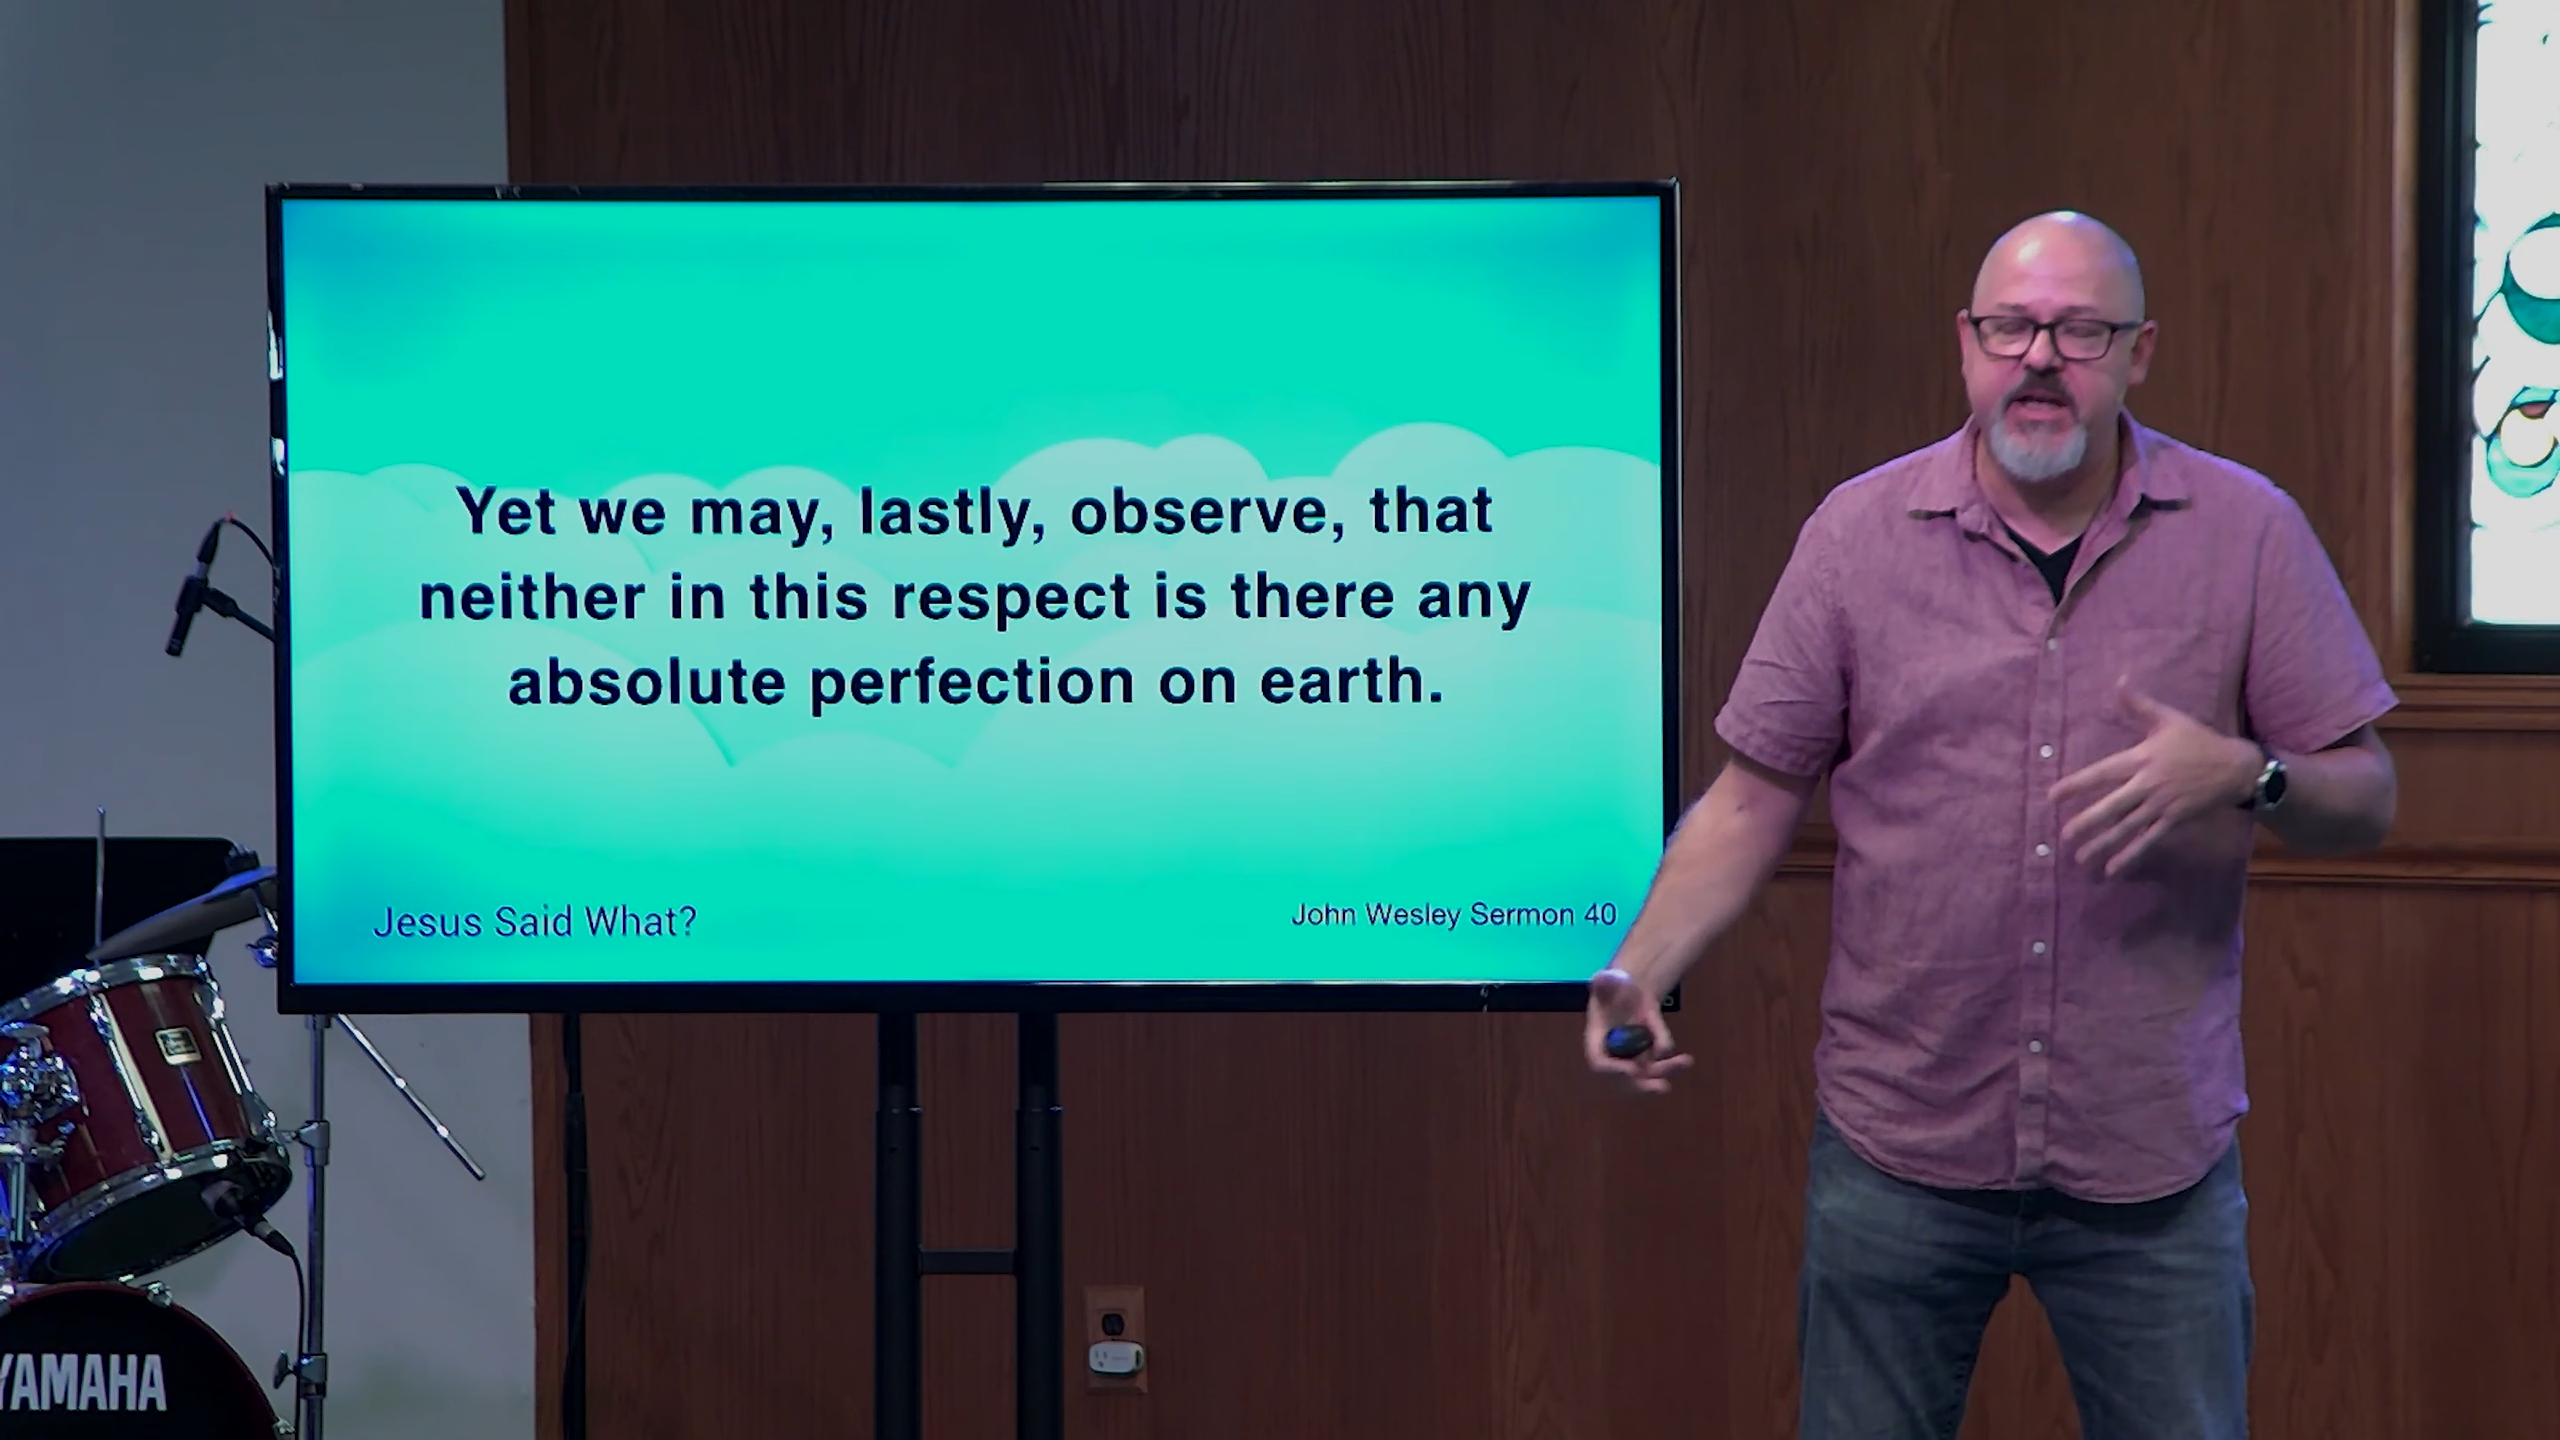 Yet we may, lastly, observe, that
neither in this respect is there any
absolute perfection on earth.
Jesus Said What?
John Wesley Sermon 40
YAMAHA